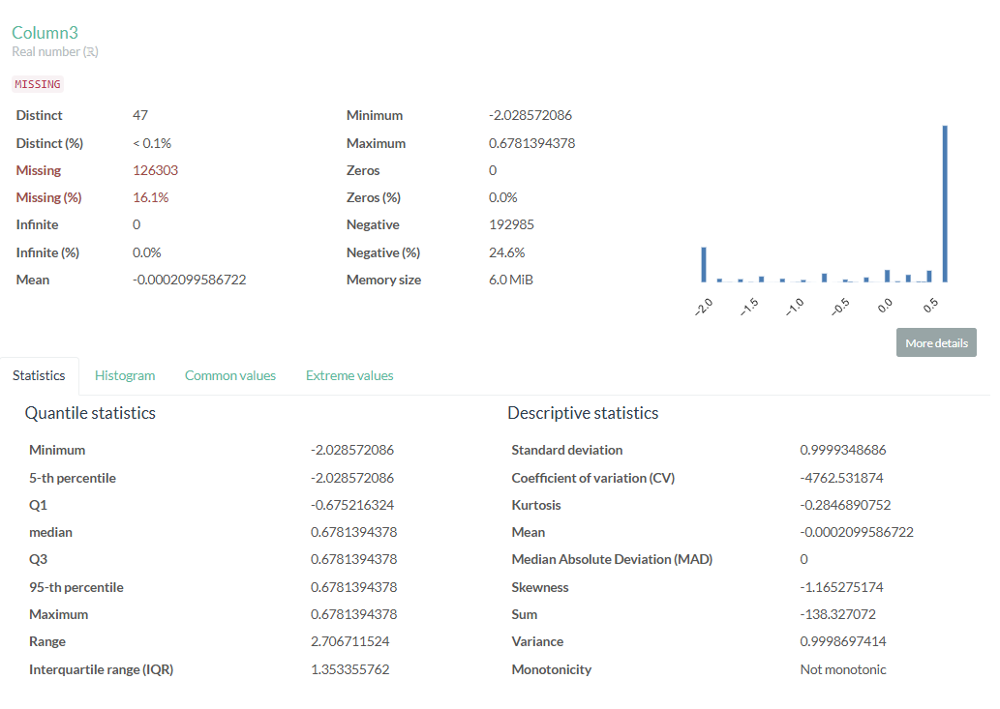 Column3
Real number (ℝ)
MISSING
Distinct 47 Minimum -2.028572086
Distinct (%) < 0.1% Maximum 0.6781394378
Missing 126303 Zeros 0
Missing (%) 16.1% Zeros (%) 0.0%
Infinite 0 Negative 192985
Infinite (%) 0.0% Negative (%) 24.6%
Mean -0.0002099586722 Memory size 6.0 MiB
−2.0 −1.5 −1.0 −0.5 0.0 0.5
More details
Statistics Histogram Common values Extreme values
Quantile statistics Descriptive statistics
Minimum -2.028572086 Standard deviation 0.9999348686
5-th percentile -2.028572086 Coefficient of variation (CV) -4762.531874
Q1 -0.675216324 Kurtosis -0.2846890752
median 0.6781394378 Mean -0.0002099586722
Q3 0.6781394378 Median Absolute Deviation (MAD) 0
95-th percentile 0.6781394378 Skewness -1.165275174
Maximum 0.6781394378 Sum -138.327072
Range 2.706711524 Variance 0.9998697414
Interquartile range (IQR) 1.353355762 Monotonicity Not monotonic